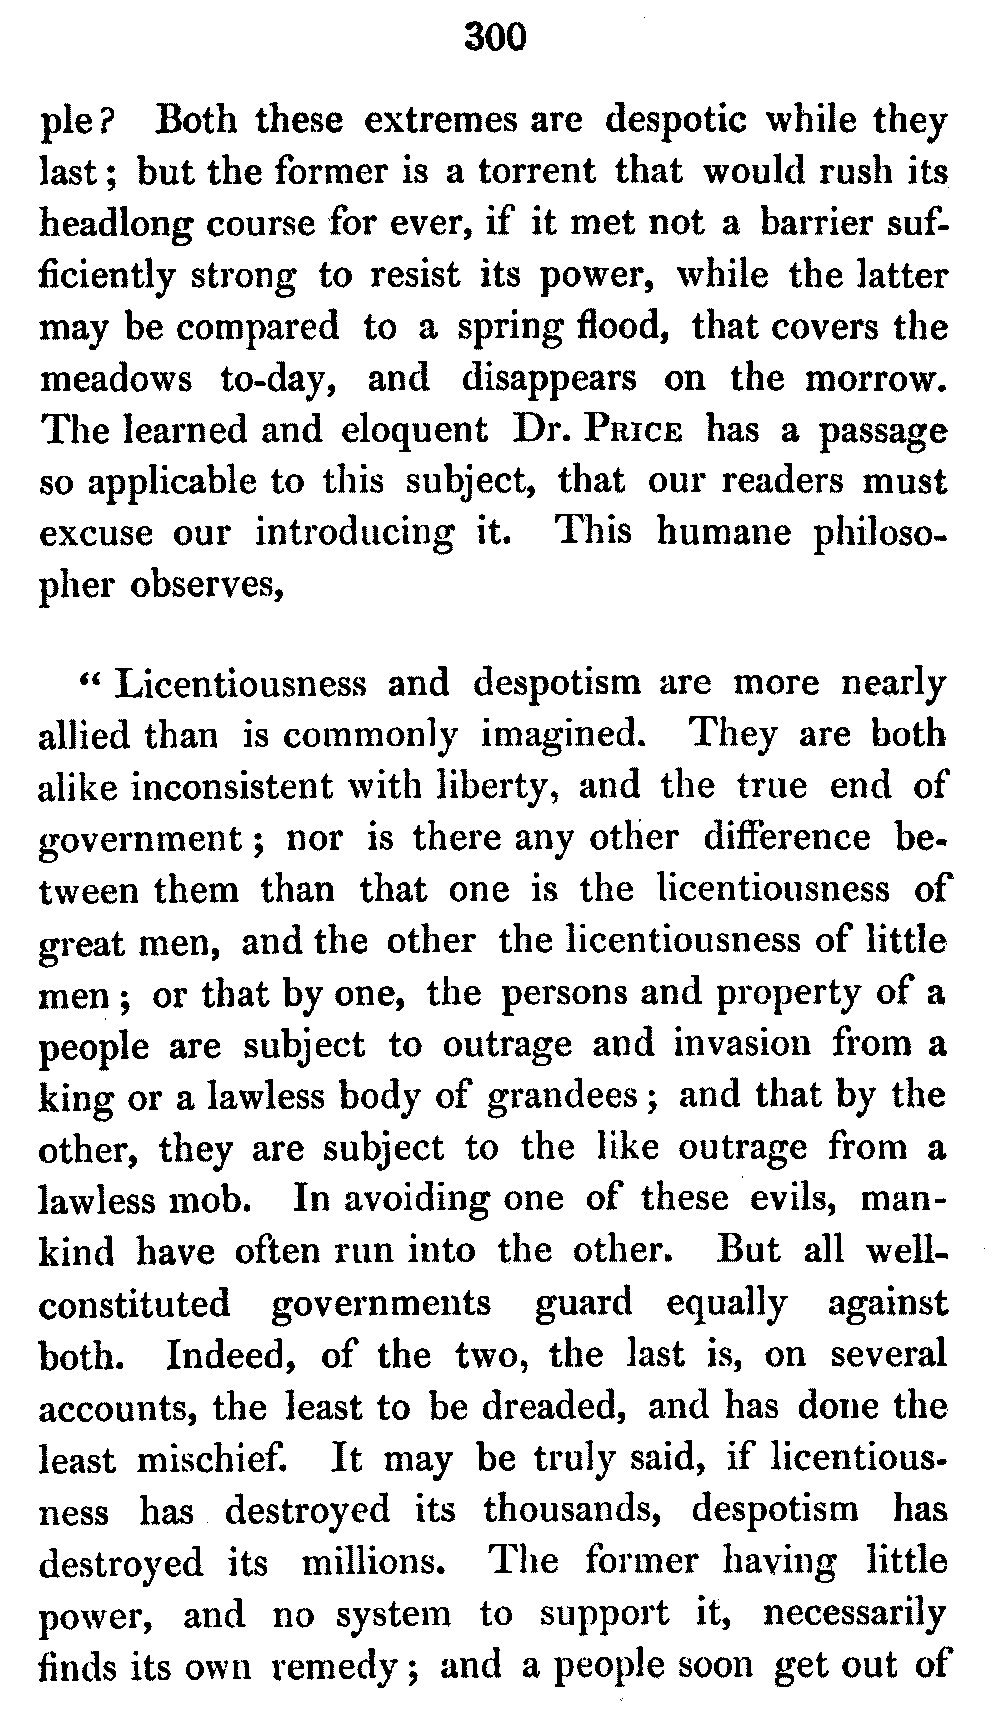 300
ple? Both these extremes are despotic while they
last; but the former is a torrent that would rush its
headlong course for ever, if it met not a barrier suf-
ficiently strong to resist its power, while the latter
may be compared to a spring flood, that covers the
meadows to-day, and disappears on the morrow.
The learned and eloquent Dr. PRICE has a passage
so applicable to this subject, that our readers must
excuse our introducing it. This humane philoso-
pher observes,
“ Licentiousness and despotism are more nearly
allied than is commonly imagined. They are both
alike inconsistent with liberty, and the true end of
government; nor is there any other difference be-
tween them than that one is the licentiousness of
great men, and the other the licentiousness of little
men; or that by one, the persons and property of a
people are subject to outrage and invasion from a
king or a lawless body of grandees; and that by the
other, they are subject to the like outrage from a
lawless mob. In avoiding one of these evils, man-
kind have often run into the other. But all well-
constituted governments guard equally against
both. Indeed, of the two, the last is, on several
accounts, the least to be dreaded, and has done the
least mischief. It may be truly said, if licentious-
ness has destroyed its thousands, despotism has
destroyed its millions. The former having little
power, and no system to support it, necessarily
finds its own remedy; and a people soon get out of